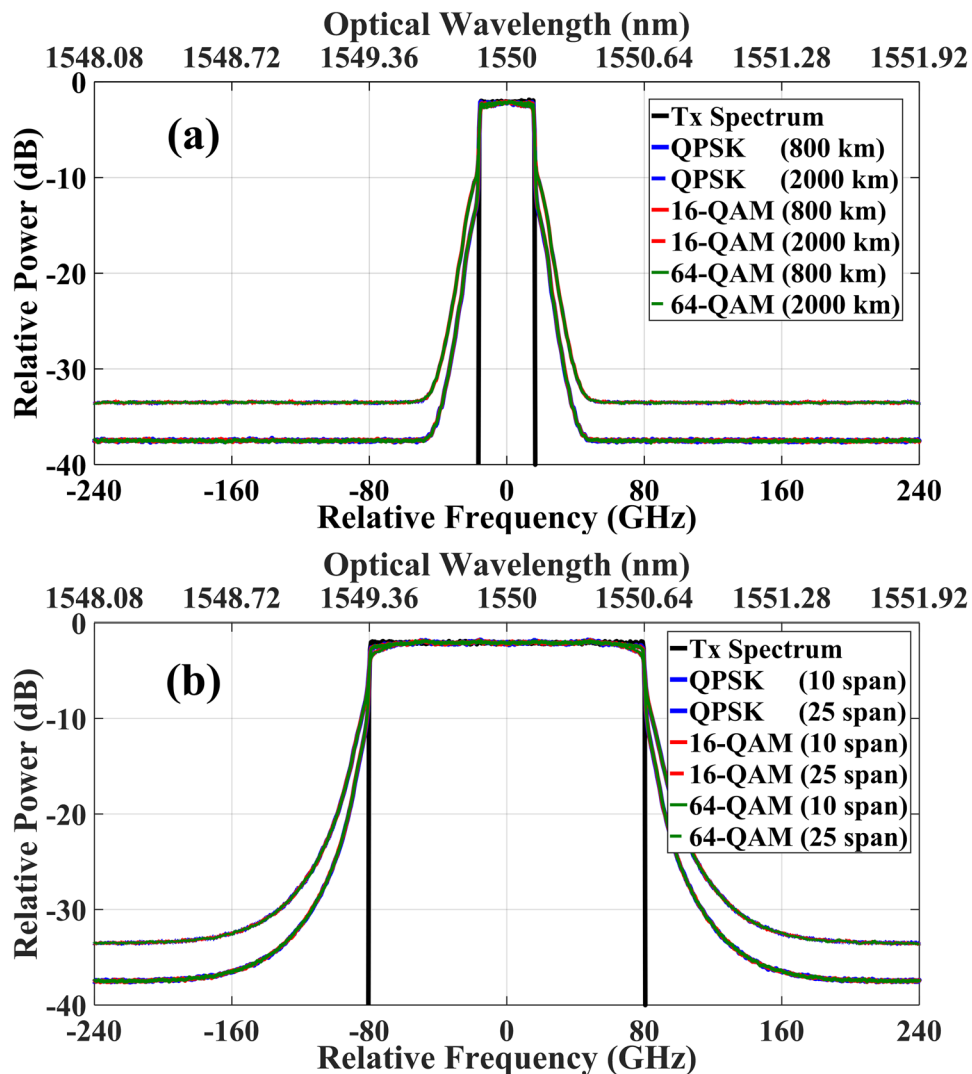 Optical Wavelength (nm)
1548.08 1548.72 1549.36 1550 1550.64 1551.28 1551.92
0
-10
-20
-30
-40
Relative Power (dB)
(a)
Tx Spectrum
QPSK (800 km)
QPSK (2000 km)
16-QAM (800 km)
16-QAM (2000 km)
64-QAM (800 km)
64-QAM (2000 km)
-240 -160 -80 0 80 160 240
Relative Frequency (GHz)
Optical Wavelength (nm)
1548.08 1548.72 1549.36 1550 1550.64 1551.28 1551.92
0
-10
-20
-30
-40
Relative Power (dB)
(b)
Tx Spectrum
QPSK (10 span)
QPSK (25 span)
16-QAM (10 span)
16-QAM (25 span)
64-QAM (10 span)
64-QAM (25 span)
-240 -160 -80 0 80 160 240
Relative Frequency (GHz)